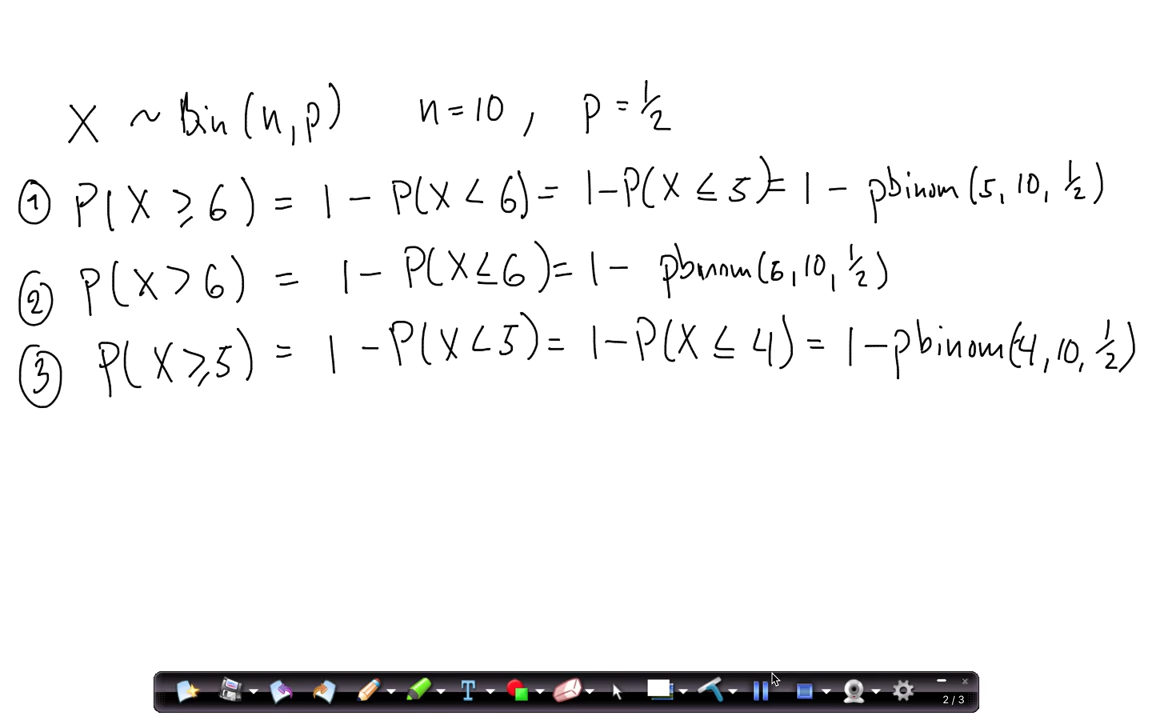 X ~ Bin(n,p) n=10, p=1/2
① P(X ≥ 6) = 1 - P(X < 6) = 1-P(X ≤ 5) = 1 - pbinom(5, 10, 1/2)
② P(X > 6) = 1 - P(X ≤ 6) = 1 - pbinom(6, 10, 1/2)
③ P(X ≥ 5) = 1 - P(X < 5) = 1-P(X ≤ 4) = 1-pbinom(4, 10, 1/2)
T
2 / 3